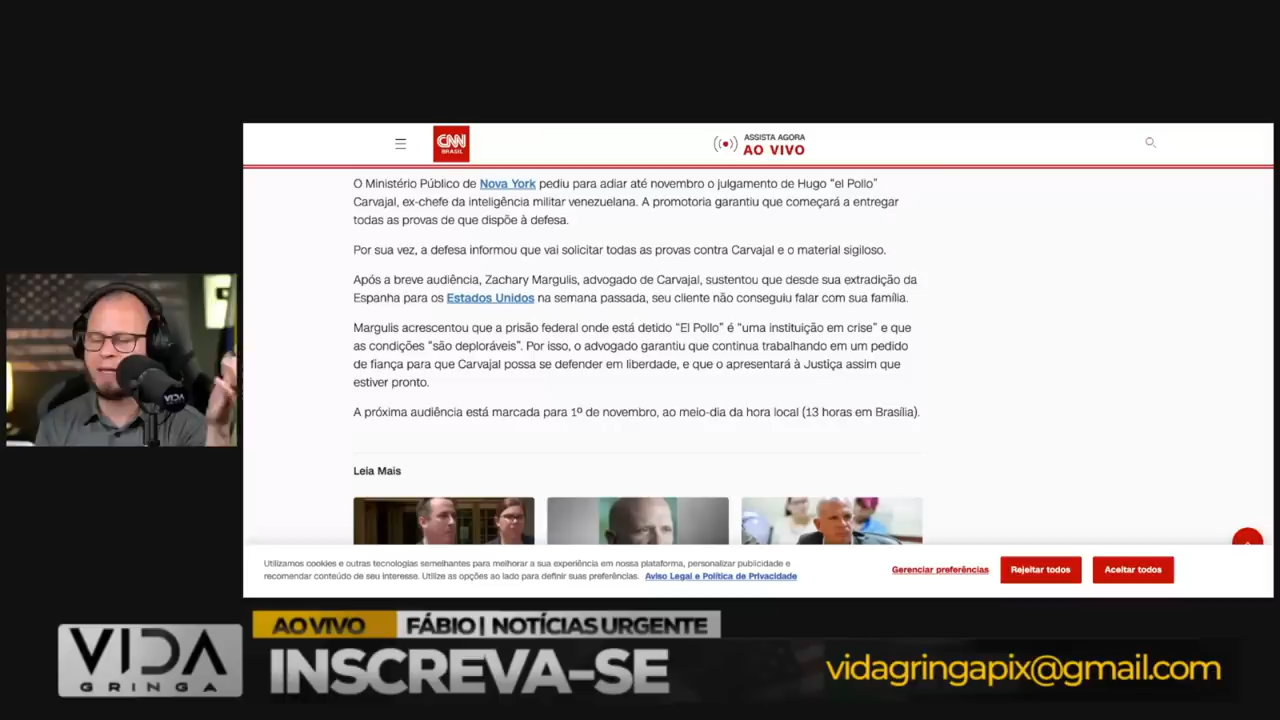 CNN
BRASIL
ASSISTA AGORA
AO VIVO
O Ministério Público de Nova York pediu para adiar até novembro o julgamento de Hugo “el Pollo”
Carvajal, ex-chefe da inteligência militar venezuelana. A promotoria garantiu que começará a entregar
todas as provas de que dispõe à defesa.
Por sua vez, a defesa informou que vai solicitar todas as provas contra Carvajal e o material sigiloso.
Após a breve audiência, Zachary Margulis, advogado de Carvajal, sustentou que desde sua extradição da
Espanha para os Estados Unidos na semana passada, seu cliente não conseguiu falar com sua família.
Margulis acrescentou que a prisão federal onde está detido “El Pollo” é “uma instituição em crise” e que
as condições “são deploráveis”. Por isso, o advogado garantiu que continua trabalhando em um pedido
de fiança para que Carvajal possa se defender em liberdade, e que o apresentará à Justiça assim que
estiver pronto.
A próxima audiência está marcada para 1º de novembro, ao meio-dia da hora local (13 horas em Brasília).
Leia Mais
Utilizamos cookies e outras tecnologias semelhantes para melhorar a sua experiência em nossa plataforma, personalizar publicidade e
recomendar conteúdo de seu interesse. Utilize as opções ao lado para definir suas preferências. Aviso Legal e Política de Privacidade
Gerenciar preferências
Rejeitar todos
Aceitar todos
VIDA
AO VIVO
FÁBIO | NOTÍCIAS URGENTE
VIDA
GRINGA
INSCREVA-SE
vidagringapix@gmail.com